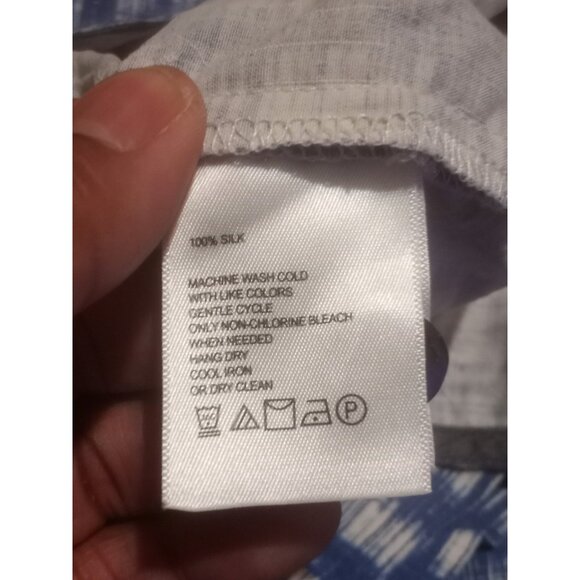 100% SILK
MACHINE WASH COLD
WITH LIKE COLORS
GENTLE CYCLE
ONLY NON-CHLORINE BLEACH
WHEN NEEDED
HANG DRY
COOL IRON
OR DRY CLEAN
P